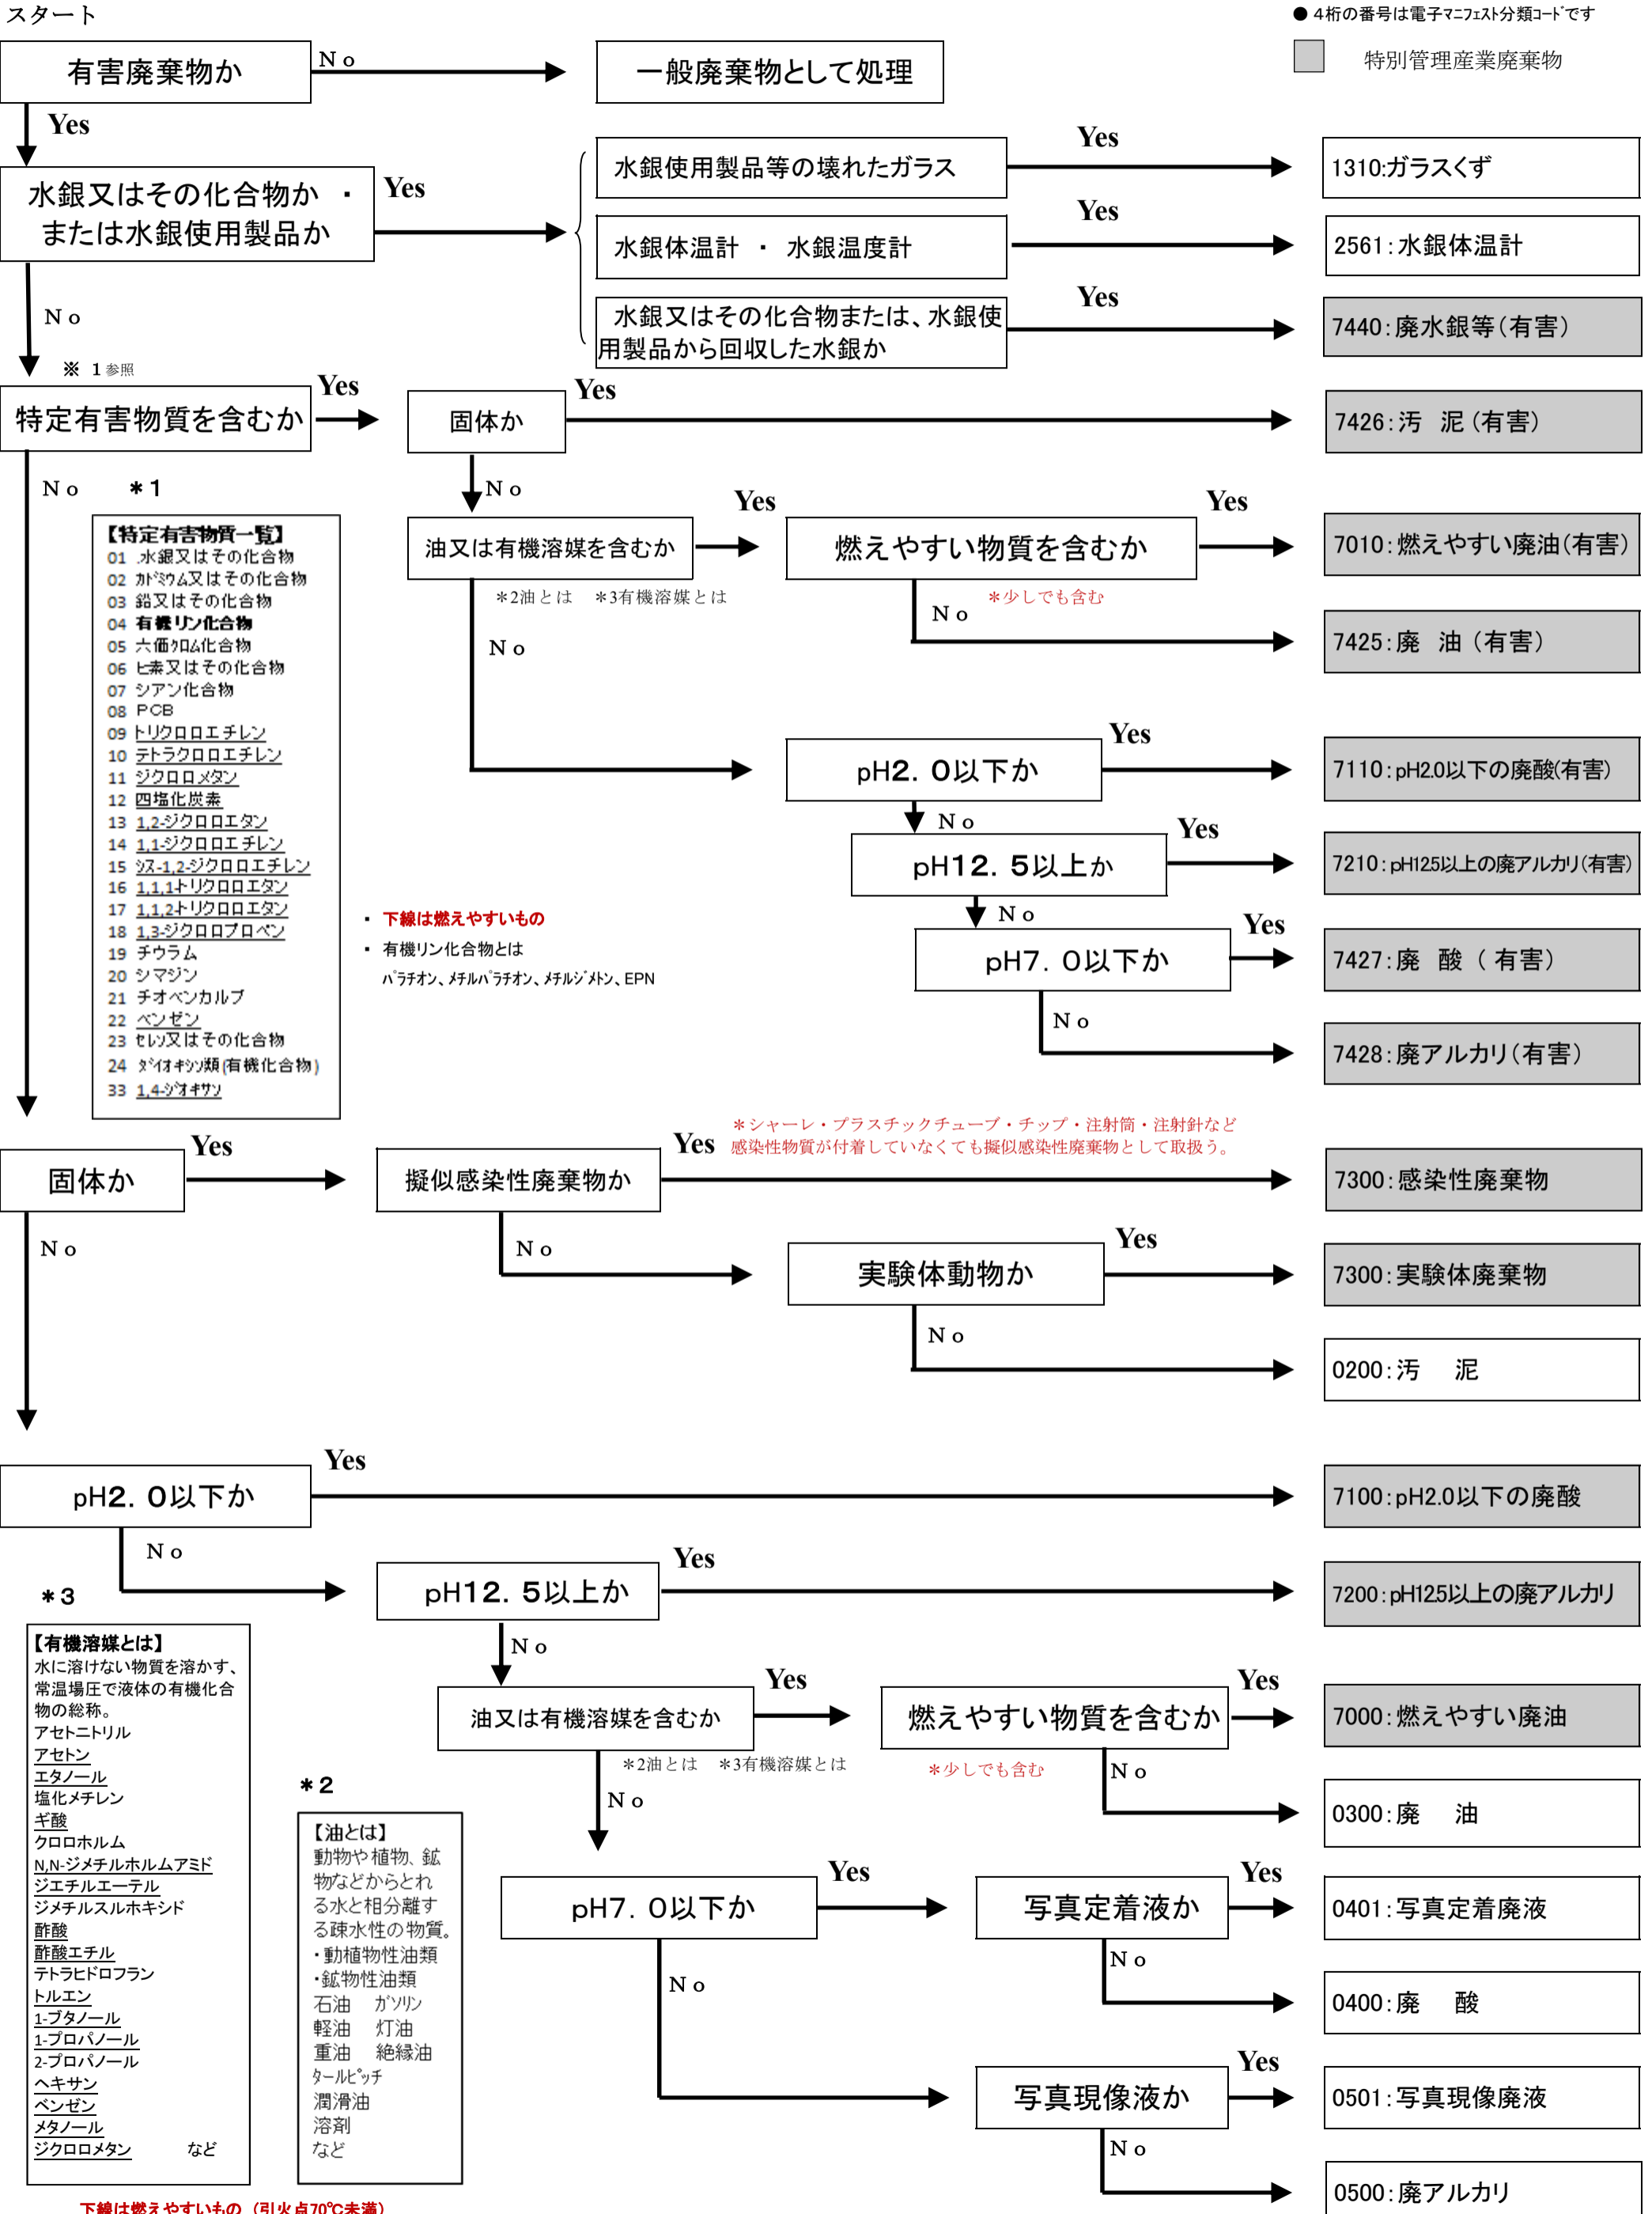 スタート
● 4桁の番号は電子マニフェスト分類コードです
特別管理産業廃棄物
有害廃棄物か
No
一般廃棄物として処理
Yes
水銀又はその化合物か ・
または水銀使用製品か
Yes
水銀使用製品等の壊れたガラス
Yes
1310:ガラスくず
水銀体温計 ・ 水銀温度計
Yes
2561:水銀体温計
水銀又はその化合物または、水銀使
用製品から回収した水銀か
Yes
7440:廃水銀等(有害)
No
※ 1参照
特定有害物質を含むか
Yes
固体か
Yes
7426:汚 泥(有害)
No
No
*1
【特定有害物質一覧】
01 水銀又はその化合物
02 カドミウム又はその化合物
03 鉛又はその化合物
04 有機リン化合物
05 六価クロム化合物
06 ヒ素又はその化合物
07 シアン化合物
08 PCB
09 トリクロロエチレン
10 テトラクロロエチレン
11 ジクロロメタン
12 四塩化炭素
13 1,2-ジクロロエタン
14 1,1-ジクロロエチレン
15 シス-1,2-ジクロロエチレン
16 1,1,1トリクロロエタン
17 1,1,2トリクロロエタン
18 1,3-ジクロロプロペン
19 チウラム
20 シマジン
21 チオベンカルブ
22 ベンゼン
23 セレン又はその化合物
24 ダイオキシン類(有機化合物)
33 1,4-ジオキサン
・ 下線は燃えやすいもの
・ 有機リン化合物とは
パラチオン、メチルパラチオン、メチルジメトン、EPN
油又は有機溶媒を含むか
Yes
*2油とは *3有機溶媒とは
燃えやすい物質を含むか
Yes
*少しでも含む
7010:燃えやすい廃油(有害)
No
7425:廃 油(有害)
No
pH2.0以下か
Yes
7110:pH2.0以下の廃酸(有害)
No
pH12.5以上か
Yes
7210:pH12.5以上の廃アルカリ(有害)
No
pH7.0以下か
Yes
7427:廃 酸(有害)
No
7428:廃アルカリ(有害)
固体か
Yes
擬似感染性廃棄物か
Yes
*シャーレ・プラスチックチューブ・チップ・注射筒・注射針など
感染性物質が付着していなくても擬似感染性廃棄物として取扱う。
7300:感染性廃棄物
No
No
実験体動物か
Yes
7300:実験体廃棄物
No
0200:汚 泥
pH2.0以下か
Yes
7100:pH2.0以下の廃酸
No
pH12.5以上か
Yes
7200:pH12.5以上の廃アルカリ
No
油又は有機溶媒を含むか
Yes
*2油とは *3有機溶媒とは
燃えやすい物質を含むか
Yes
*少しでも含む
7000:燃えやすい廃油
No
0300:廃 油
No
pH7.0以下か
Yes
写真定着液か
Yes
0401:写真定着廃液
No
0400:廃 酸
No
写真現像液か
Yes
0501:写真現像廃液
No
0500:廃アルカリ
*3
【有機溶媒とは】
水に溶けない物質を溶かす、
常温場圧で液体の有機化合
物の総称。
アセトニトリル
アセトン
エタノール
塩化メチレン
ギ酸
クロロホルム
N,N-ジメチルホルムアミド
ジエチルエーテル
ジメチルスルホキシド
酢酸
酢酸エチル
テトラヒドロフラン
トルエン
1-ブタノール
1-プロパノール
2-プロパノール
ヘキサン
ベンゼン
メタノール
ジクロロメタン など
下線は燃えやすいもの (引火点70℃未満)
*2
【油とは】
動物や植物、鉱
物などからとれ
る水と相分離す
る疎水性の物質。
・動植物性油類
・鉱物性油類
石油 ガソリン
軽油 灯油
重油 絶縁油
タールピッチ
潤滑油
溶剤
など